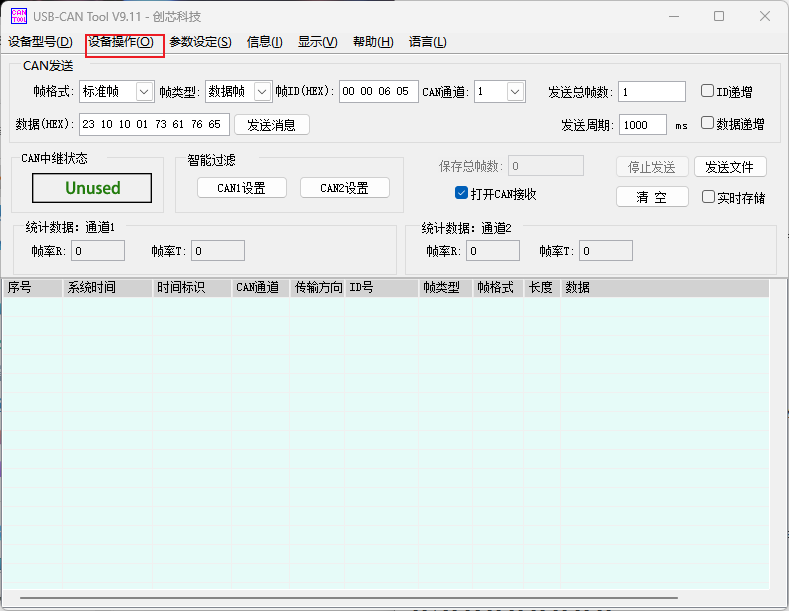 USB-CAN Tool V9.11 - 创芯科技
设备型号(D) 设备操作(O) 参数设定(S) 信息(I) 显示(V) 帮助(H) 语言(L)
CAN发送
帧格式: 标准帧 帧类型: 数据帧 帧ID(HEX): 00 00 06 05 CAN通道: 1 发送总帧数: 1 ID递增
数据(HEX): 23 10 10 01 73 61 76 65 发送消息 发送周期: 1000 ms 数据递增
CAN中继状态 智能过滤 保存总帧数: 0 停止发送 发送文件
Unused CAN1设置 CAN2设置 打开CAN接收 清 空 实时存储
统计数据: 通道1 统计数据: 通道2
帧率R: 0 帧率T: 0 帧率R: 0 帧率T: 0
序号 系统时间 时间标识 CAN通道 传输方向 ID号 帧类型 帧格式 长度 数据